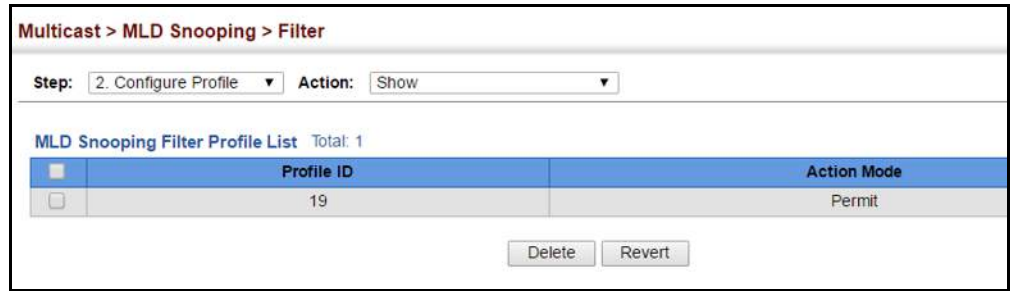 Multicast > MLD Snooping > Filter
Step: 2. Configure Profile Action: Show
MLD Snooping Filter Profile List Total: 1
Profile ID Action Mode
19 Permit
Delete Revert